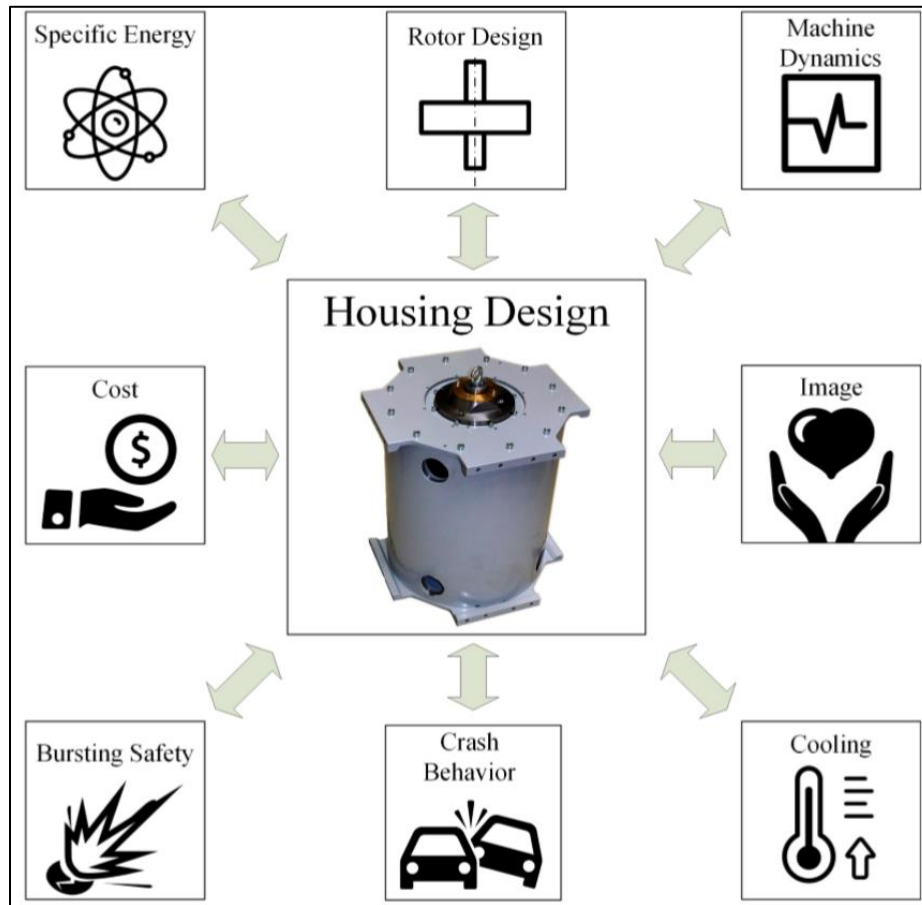 Specific Energy
Rotor Design
Machine
Dynamics
Housing Design
Cost
$
Image
Bursting Safety
Crash
Behavior
Cooling